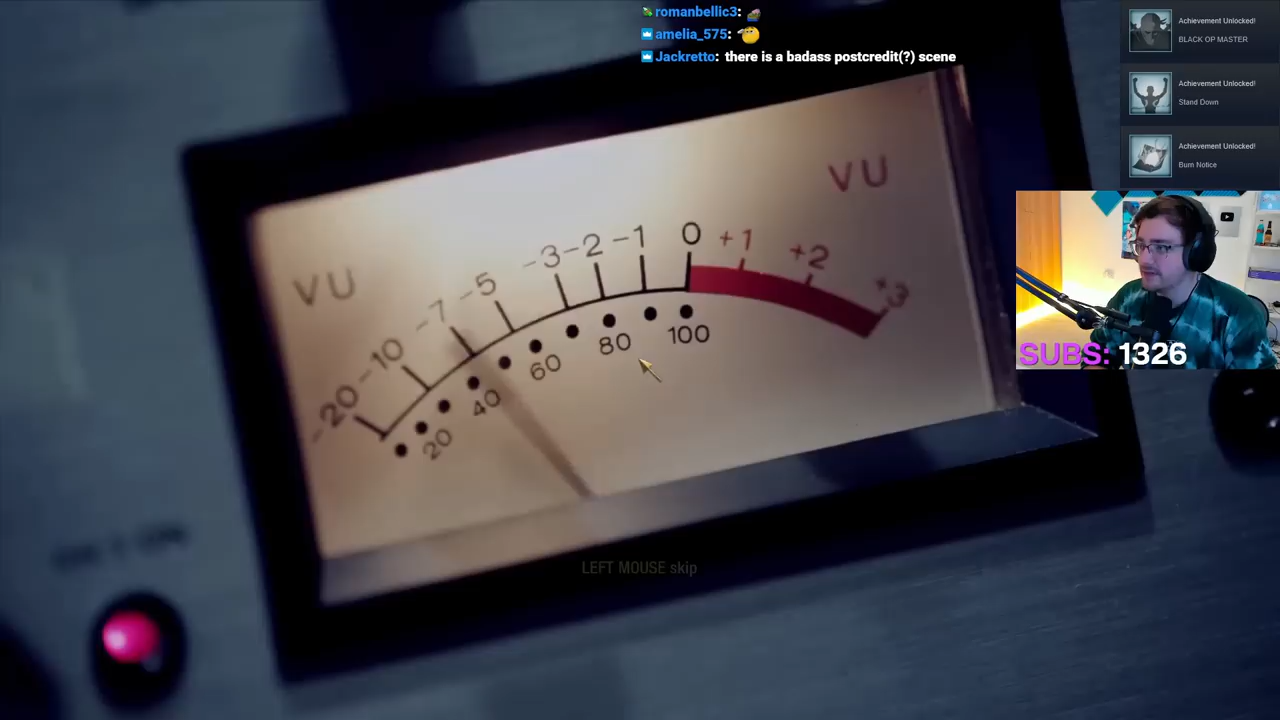 romanbellic3:
amelia_575:
Jackretto: there is a badass postcredit(?) scene
Achievement Unlocked!
BLACK OP MASTER
Achievement Unlocked!
Stand Down
Achievement Unlocked!
Burn Notice
SUBS: 1326
VU
VU
-20 -10 -7 -5 -3 -2 -1 0 +1 +2 +3
20 40 60 80 100
LEFT MOUSE skip